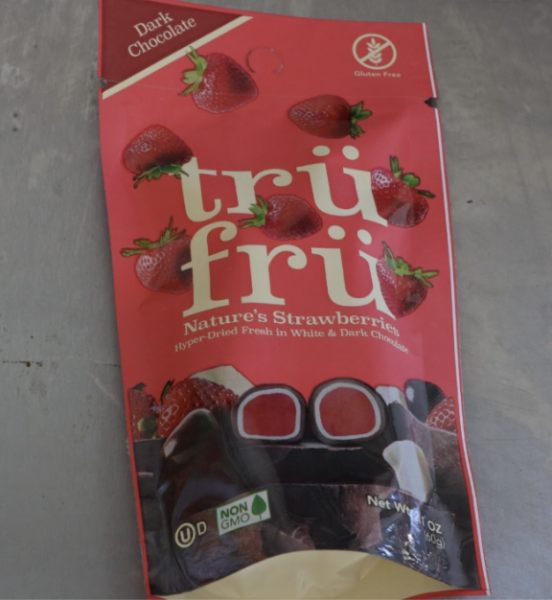 Dark
Chocolate
Gluten Free
trü
frü
Nature's Strawberries
Hyper-Dried Fresh in White & Dark Chocolate
U D
NON
GMO
Net Wt.
OZ